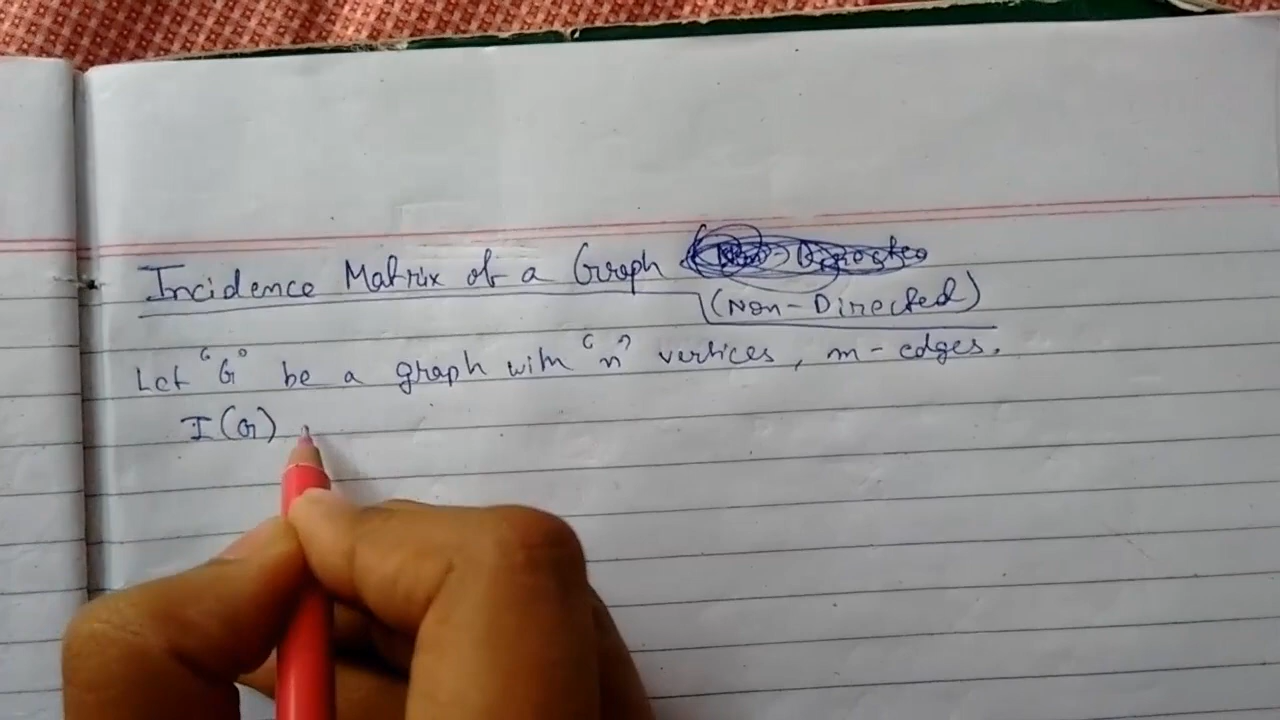 Incidence Matrix of a Graph
(Non-Directed)
Let "G" be a graph with "n" vertices, m-edges.
I(G)